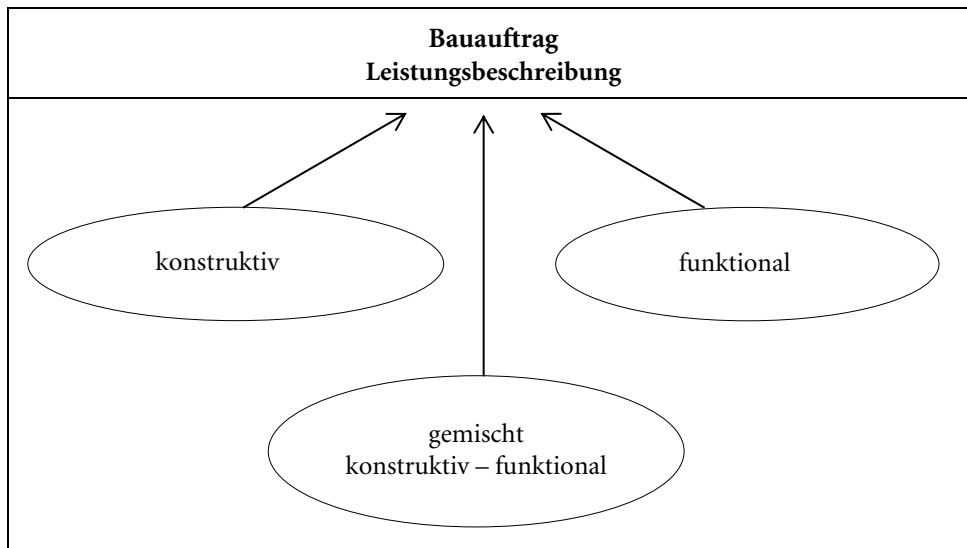 Bauauftrag
Leistungsbeschreibung
konstruktiv
funktional
gemischt
konstruktiv – funktional